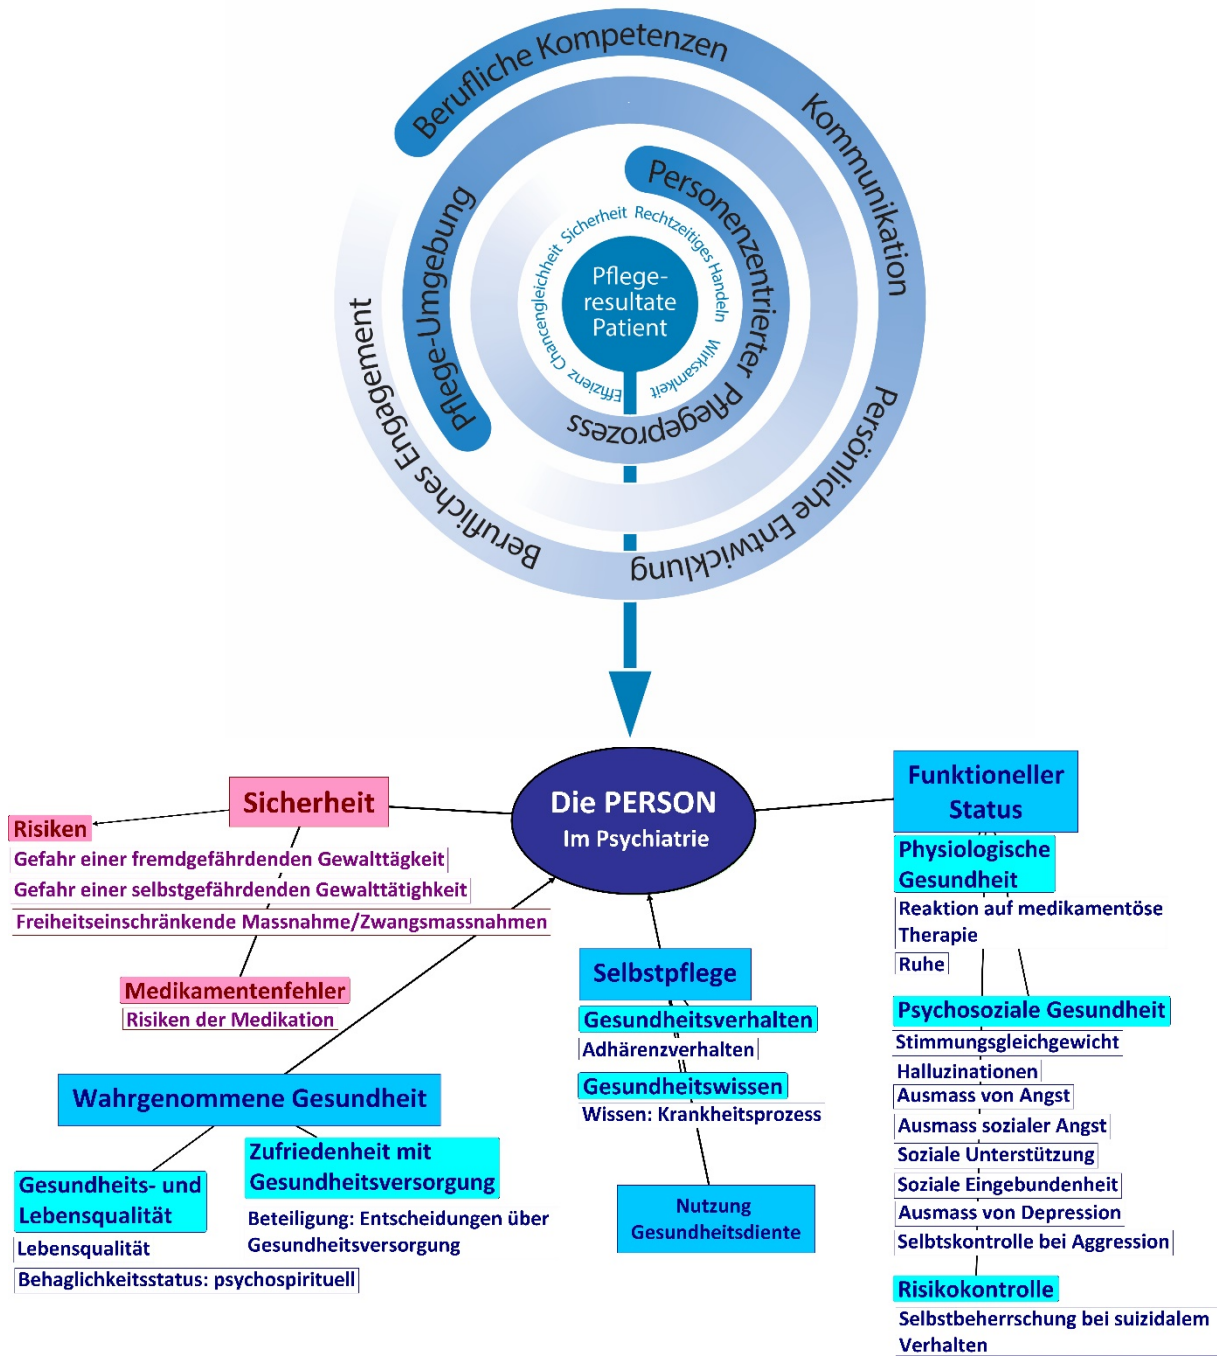 Berufliche Kompetenzen
Kommunikation
Persönliche Entwicklung
Berufliches Engagement
Pflege-Umgebung
Personenzentrierter Pflegeprozess
Sicherheit
Rechtzeitiges Handeln
Wirksamkeit
Effizienz
Chancengleichheit
Pflege-
resultate
Patient
Die PERSON
Im Psychiatrie
Sicherheit
Risiken
Gefahr einer fremdgefährdenden Gewalttägkeit
Gefahr einer selbstgefährdenden Gewalttätighkeit
Freiheitseinschränkende Massnahme/Zwangsmassnahmen
Medikamentenfehler
Risiken der Medikation
Wahrgenommene Gesundheit
Gesundheits- und
Lebensqualität
Lebensqualität
Behaglichkeitsstatus: psychospirituell
Zufriedenheit mit
Gesundheitsversorgung
Beteiligung: Entscheidungen über
Gesundheitsversorgung
Selbstpflege
Gesundheitsverhalten
Adhärenzverhalten
Gesundheitswissen
Wissen: Krankheitsprozess
Nutzung
Gesundheitsdiente
Funktioneller
Status
Physiologische
Gesundheit
Reaktion auf medikamentöse
Therapie
Ruhe
Psychosoziale Gesundheit
Stimmungsgleichgewicht
Halluzinationen
Ausmass von Angst
Ausmass sozialer Angst
Soziale Unterstützung
Soziale Eingebundenheit
Ausmass von Depression
Selbtskontrolle bei Aggression
Risikokontrolle
Selbstbeherrschung bei suizidalem
Verhalten